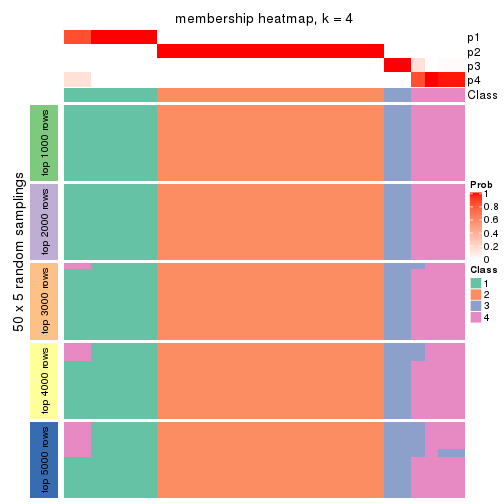 membership heatmap, k = 4
p1
p2
p3
p4
Class
50 x 5 random samplings
top 1000 rows
top 2000 rows
top 3000 rows
top 4000 rows
top 5000 rows
Prob
1
0.8
0.6
0.4
0.2
0
Class
1
2
3
4